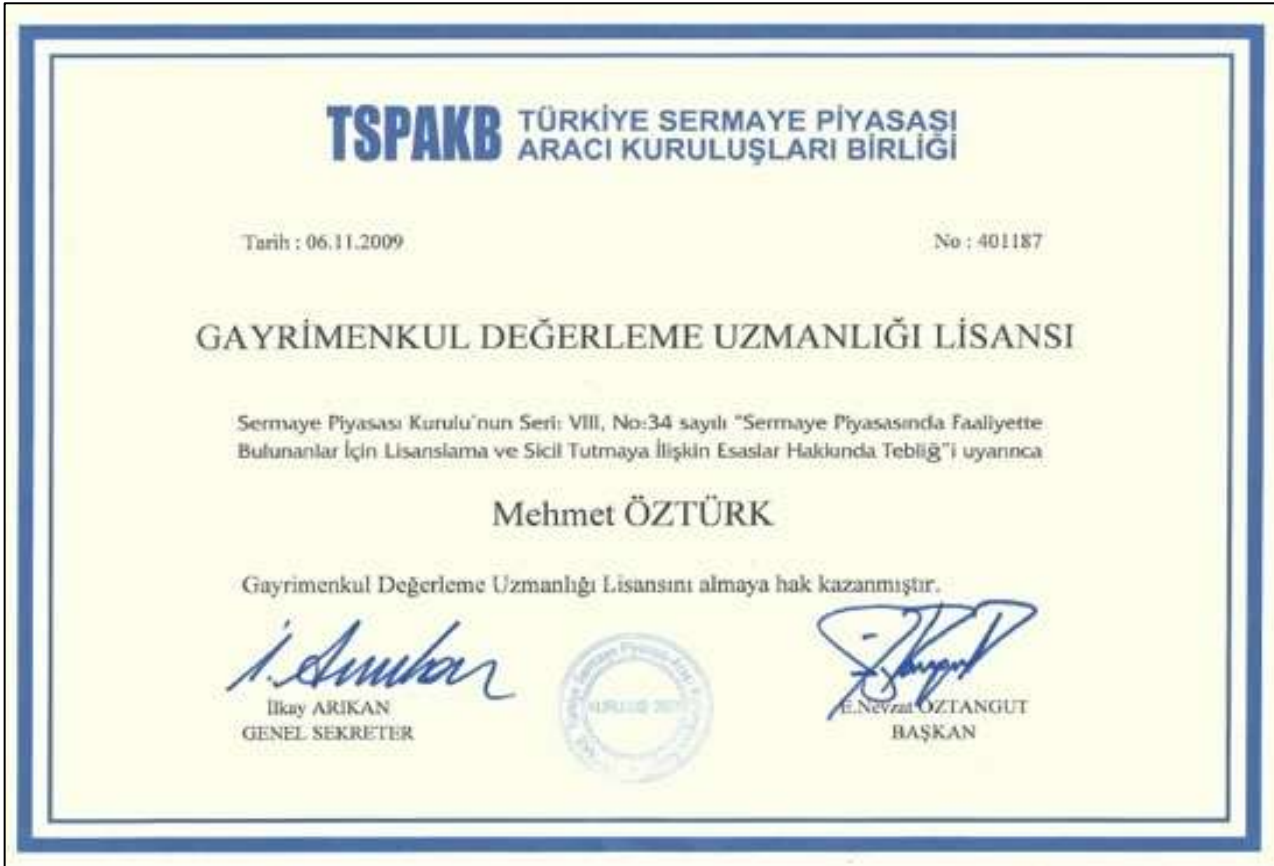 TSPAKB TÜRKİYE SERMAYE PİYASASI
ARACI KURULUŞLARI BİRLİĞİ
Tarih : 06.11.2009
No : 401187
GAYRİMENKUL DEĞERLEME UZMANLIĞI LİSANSI
Sermaye Piyasası Kurulu'nun Seri: VIII, No:34 sayılı "Sermaye Piyasasında Faaliyette
Bulunanlar İçin Lisanslama ve Sicil Tutmaya İlişkin Esaslar Hakkında Tebliğ"i uyarınca
Mehmet ÖZTÜRK
Gayrimenkul Değerleme Uzmanlığı Lisansını almaya hak kazanmıştır.
İlkay ARIKAN
GENEL SEKRETER
E.Nevzat ÖZTANGUT
BAŞKAN